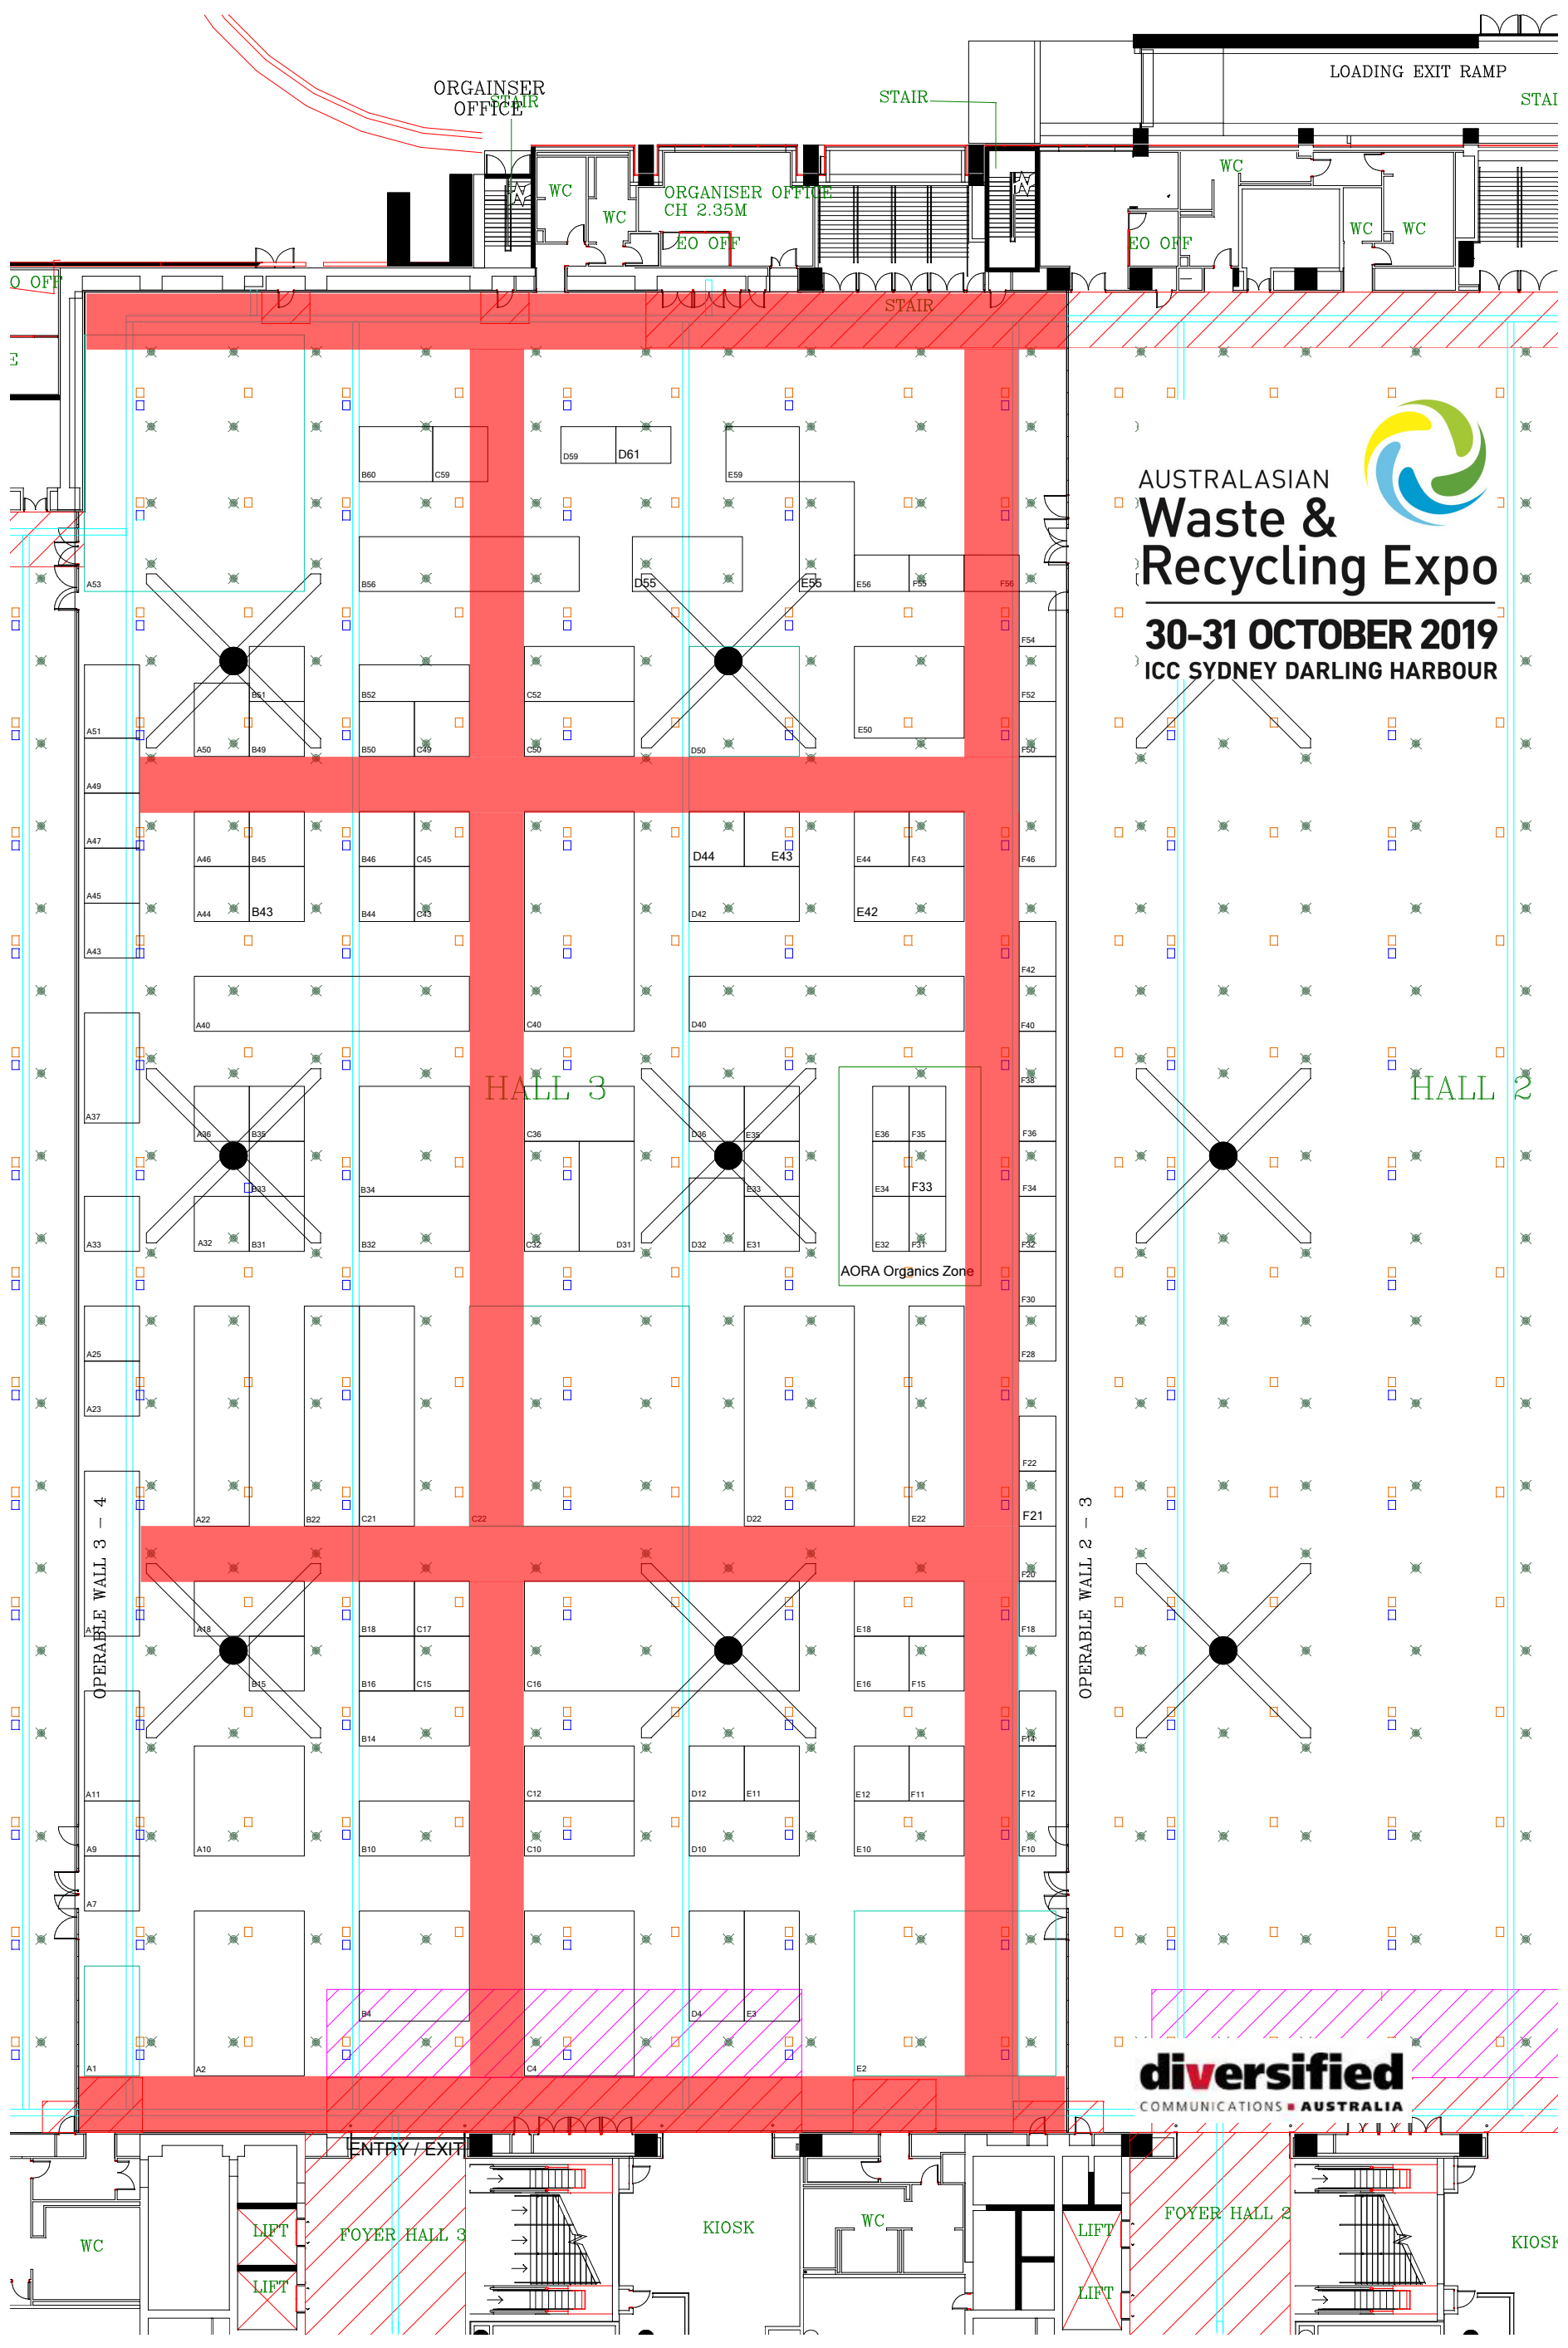 LOADING EXIT RAMP
ORGAINSER
OFFICE
STAIR
STAIR
STAI
WC
WC
ORGANISER OFFICE
CH 2.35M
EO OFF
EO OFF
WC
WC
WC
O OFF
STAIR
E
AUSTRALASIAN
Waste &
Recycling Expo
30-31 OCTOBER 2019
ICC SYDNEY DARLING HARBOUR
B60
C59
D59
D61
E59
A53
B56
D55
E55
E56
F55
F56
F54
B51
B52
C52
F52
A51
A50
B49
B50
C49
C50
D50
E50
F50
A49
A47
A46
B45
B46
C45
D44
E43
E44
F43
F46
A45
A44
B43
B44
C43
D42
E42
A43
F42
A40
C40
D40
F40
HALL 3
HALL 2
F38
A37
A36
B35
C36
D36
E35
E36
F35
F36
B33
B34
E33
E34
F33
F34
A33
A32
B31
B32
C32
D31
D32
E31
E32
F31
F32
AORA Organics Zone
F30
A25
F28
A23
F22
A22
B22
C21
C22
D22
E22
F21
OPERABLE WALL 3 - 4
OPERABLE WALL 2 - 3
F20
A18
B18
C17
E18
F18
B15
B16
C15
C16
E16
F15
B14
F14
A11
C12
D12
E11
E12
F11
F12
A9
A10
B10
C10
D10
E10
F10
A7
B4
D4
E3
A1
A2
C4
E2
diversified
COMMUNICATIONS AUSTRALIA
ENTRY / EXIT
WC
LIFT
LIFT
FOYER HALL 3
KIOSK
WC
LIFT
LIFT
FOYER HALL 2
KIOSK